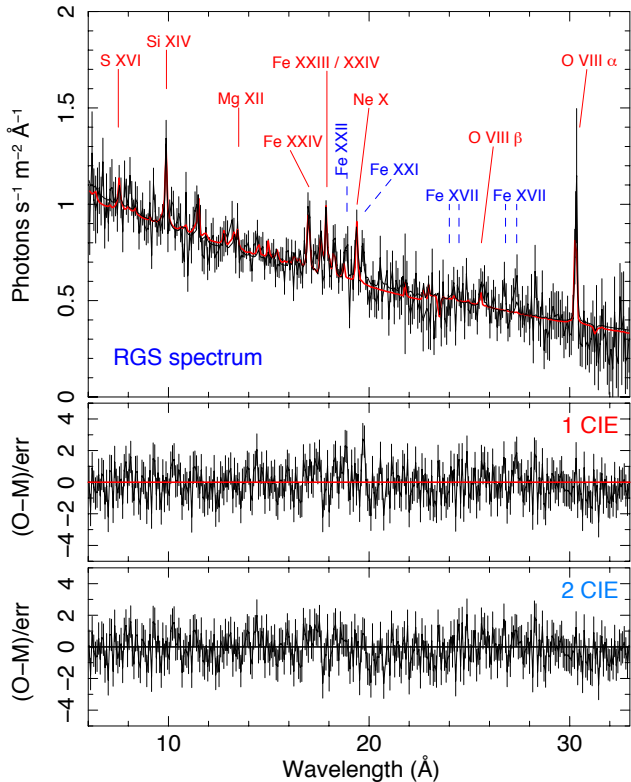 2
1.5
1
0.5
0
Photons s⁻¹ m⁻² Å⁻¹
S XVI
Si XIV
Mg XII
Fe XXIII / XXIV
Fe XXIV
Fe XXII
Ne X
Fe XXI
O VIII β
Fe XVII
Fe XVII
O VIII α
RGS spectrum
4
2
0
−2
−4
(O−M)/err
1 CIE
4
2
0
−2
−4
(O−M)/err
2 CIE
10
20
30
Wavelength (Å)